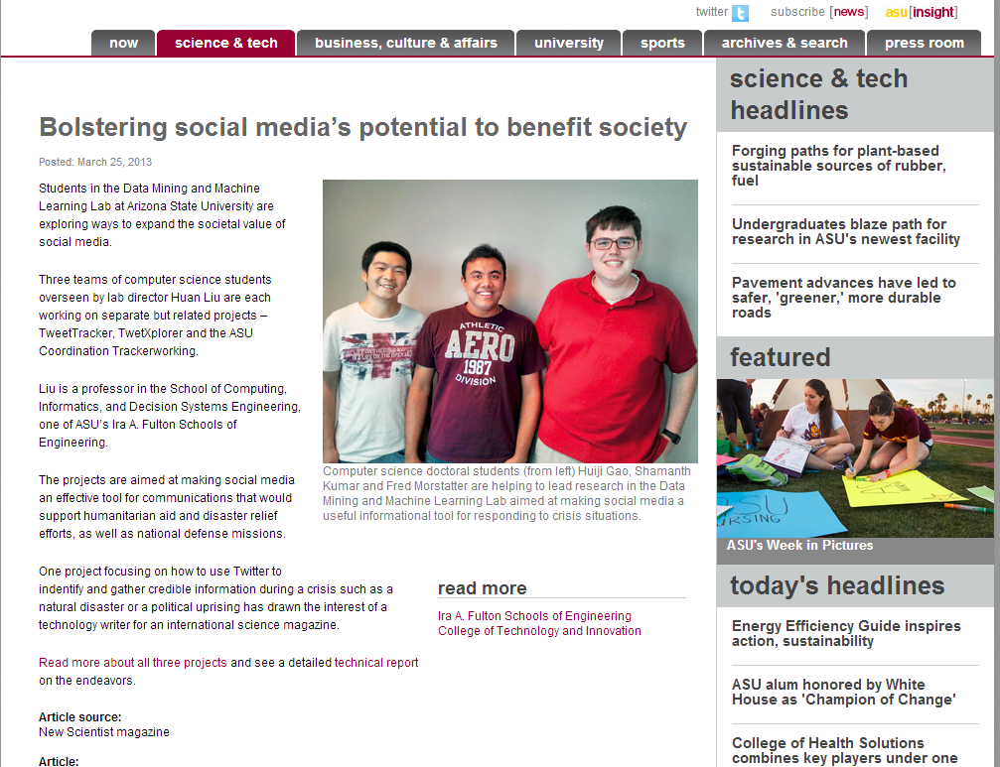 twitter subscribe [news] asu[insight]
now science & tech business, culture & affairs university sports archives & search press room
Bolstering social media's potential to benefit society
Posted: March 25, 2013
Students in the Data Mining and Machine
Learning Lab at Arizona State University are
exploring ways to expand the societal value of
social media.
Three teams of computer science students
overseen by lab director Huan Liu are each
working on separate but related projects –
TweetTracker, TwetXplorer and the ASU
Coordination Trackerworking.
Liu is a professor in the School of Computing,
Informatics, and Decision Systems Engineering,
one of ASU's Ira A. Fulton Schools of
Engineering.
The projects are aimed at making social media
an effective tool for communications that would
support humanitarian aid and disaster relief
efforts, as well as national defense missions.
One project focusing on how to use Twitter to
indentify and gather credible information during a crisis such as a
natural disaster or a political uprising has drawn the interest of a
technology writer for an international science magazine.
Read more about all three projects and see a detailed technical report
on the endeavors.
Article source:
New Scientist magazine
Article:
ATHLETIC
AERO
1987
DIVISION
Computer science doctoral students (from left) Huiji Gao, Shamanth
Kumar and Fred Morstatter are helping to lead research in the Data
Mining and Machine Learning Lab aimed at making social media a
useful informational tool for responding to crisis situations.
read more
Ira A. Fulton Schools of Engineering
College of Technology and Innovation
science & tech
headlines
Forging paths for plant-based
sustainable sources of rubber,
fuel
Undergraduates blaze path for
research in ASU's newest facility
Pavement advances have led to
safer, 'greener,' more durable
roads
featured
ASU
NURSING
ASU's Week in Pictures
today's headlines
Energy Efficiency Guide inspires
action, sustainability
ASU alum honored by White
House as 'Champion of Change'
College of Health Solutions
combines key players under one